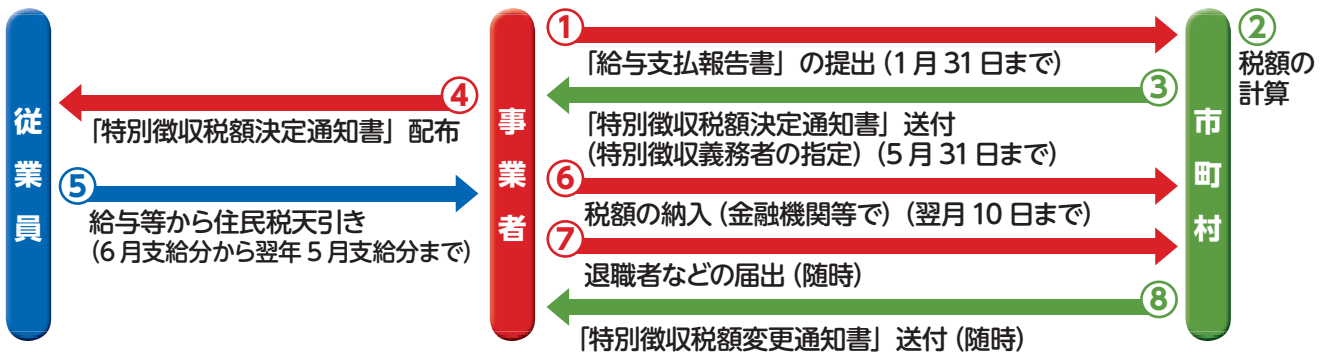 従業員
事業者
市町村
①
「給与支払報告書」の提出(1月31日まで)
②
税額の
計算
③
「特別徴収税額決定通知書」送付
(特別徴収義務者の指定)(5月31日まで)
④
「特別徴収税額決定通知書」配布
⑤
給与等から住民税天引き
(6月支給分から翌年5月支給分まで)
⑥
税額の納入(金融機関等で)(翌月10日まで)
⑦
退職者などの届出(随時)
⑧
「特別徴収税額変更通知書」送付(随時)